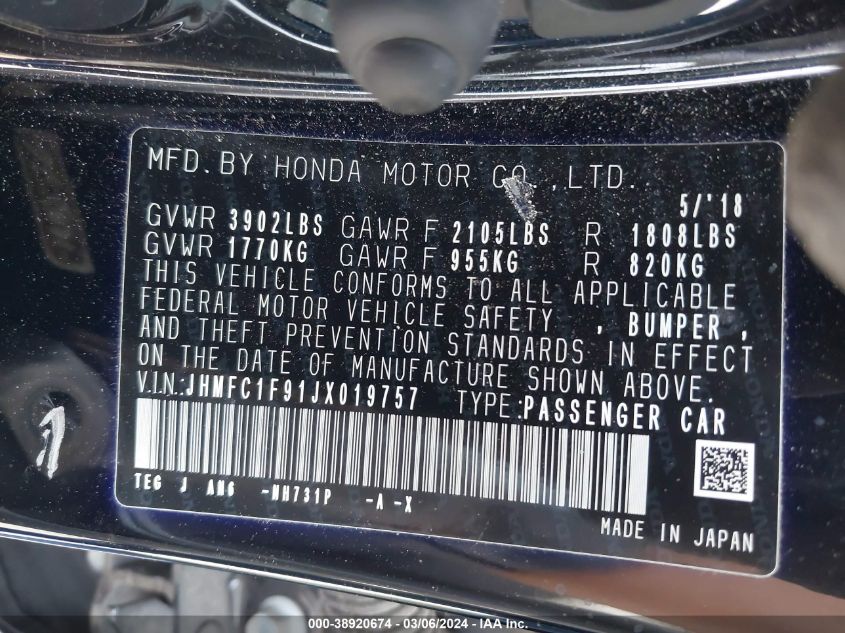 MFD. BY HONDA MOTOR CO.,LTD.
5/'18
GVWR 3902LBS GAWR F 2105LBS R 1808LBS
GVWR 1770KG GAWR F 955KG R 820KG
THIS VEHICLE CONFORMS TO ALL APPLICABLE
FEDERAL MOTOR VEHICLE SAFETY , BUMPER ,
AND THEFT PREVENTION STANDARDS IN EFFECT
ON THE DATE OF MANUFACTURE SHOWN ABOVE.
V.I.N.:JHMFC1F91JX019757 TYPE:PASSENGER CAR
TEG J AM6 -NH731P -A -X
MADE IN JAPAN
000-38920674 — 03/06/2024 — IAA Inc.